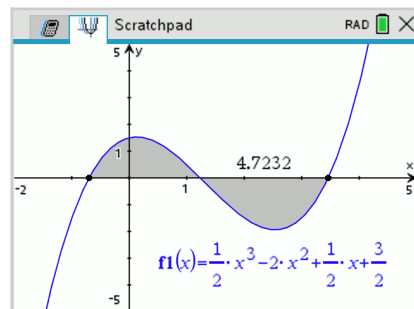 Scratchpad RAD
5 y
1
4.7232
x
-2 1 5
f1(x)=1/2·x³-2·x²+1/2·x+3/2
-5